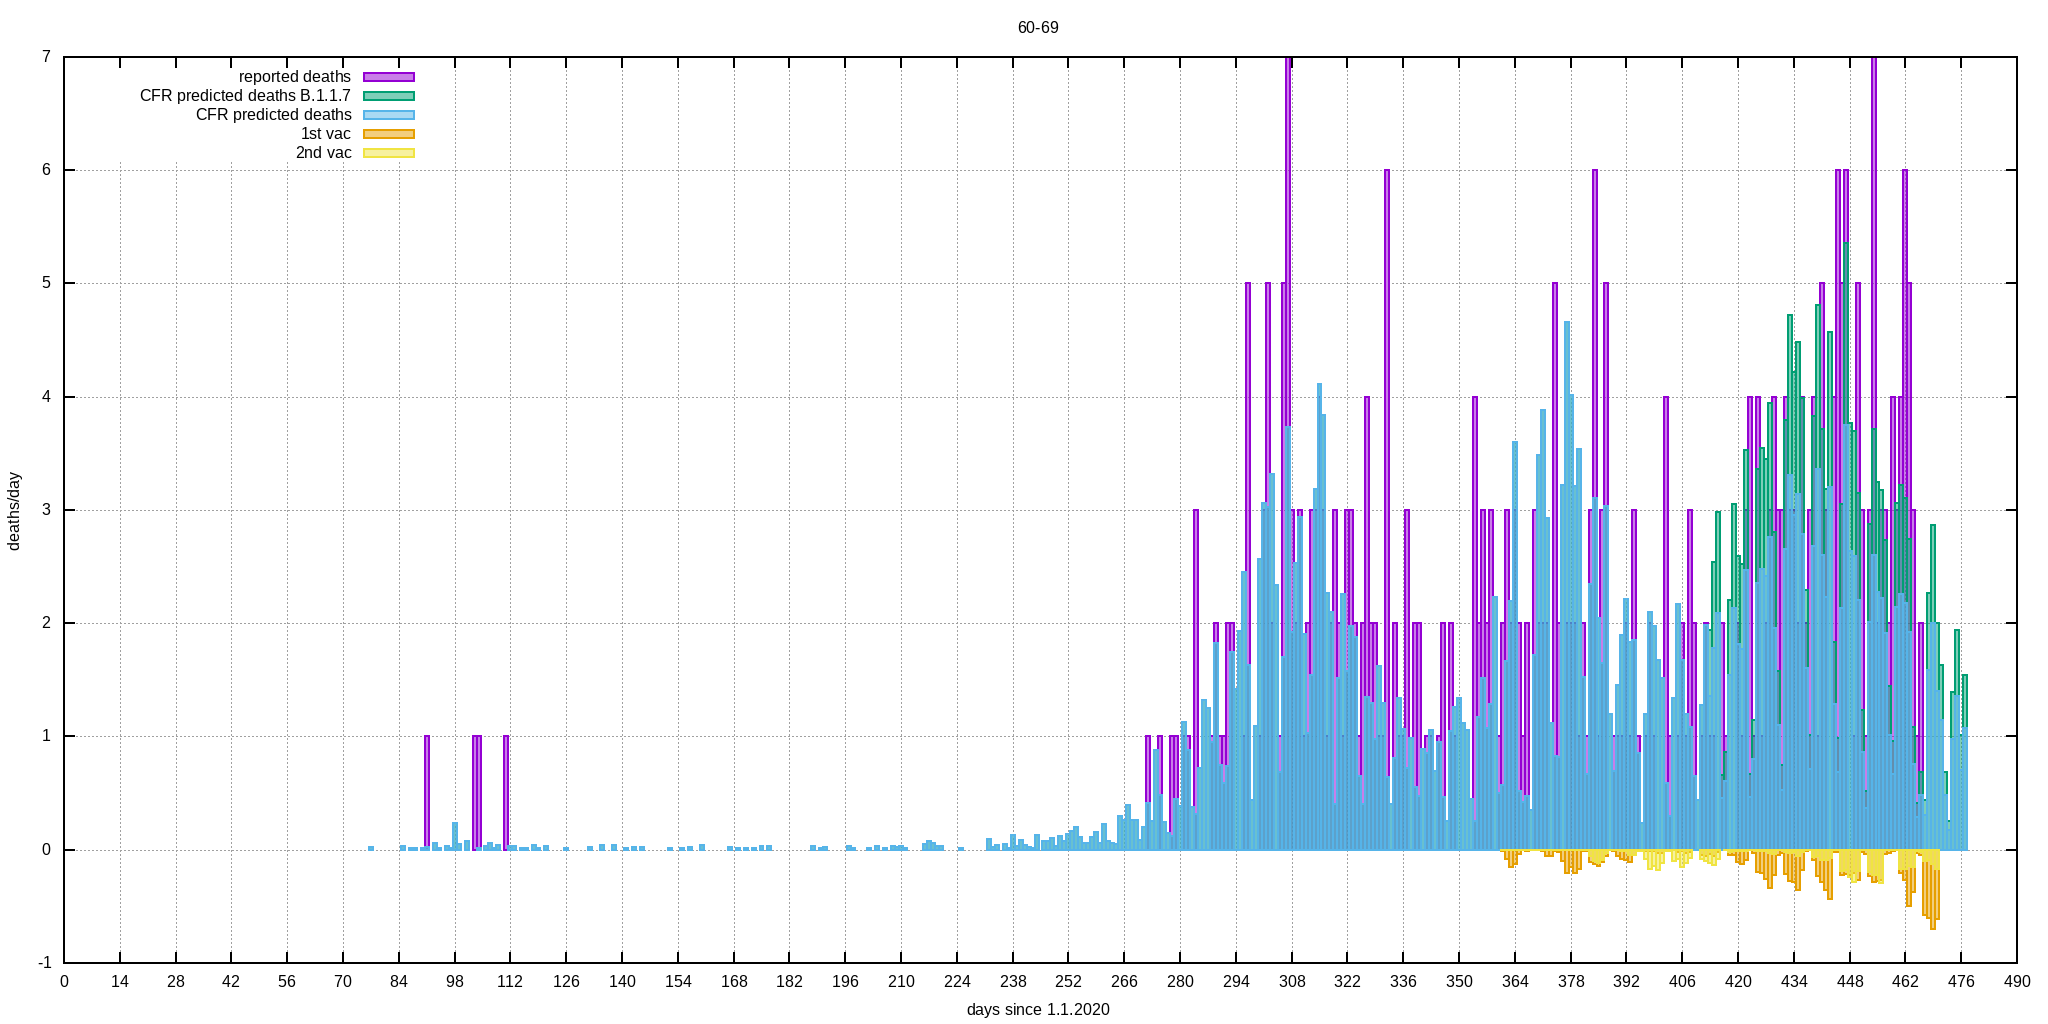 60-69
reported deaths
CFR predicted deaths B.1.1.7
CFR predicted deaths
1st vac
2nd vac
7
6
5
4
3
2
1
0
-1
deaths/day
0 14 28 42 56 70 84 98 112 126 140 154 168 182 196 210 224 238 252 266 280 294 308 322 336 350 364 378 392 406 420 434 448 462 476 490
days since 1.1.2020